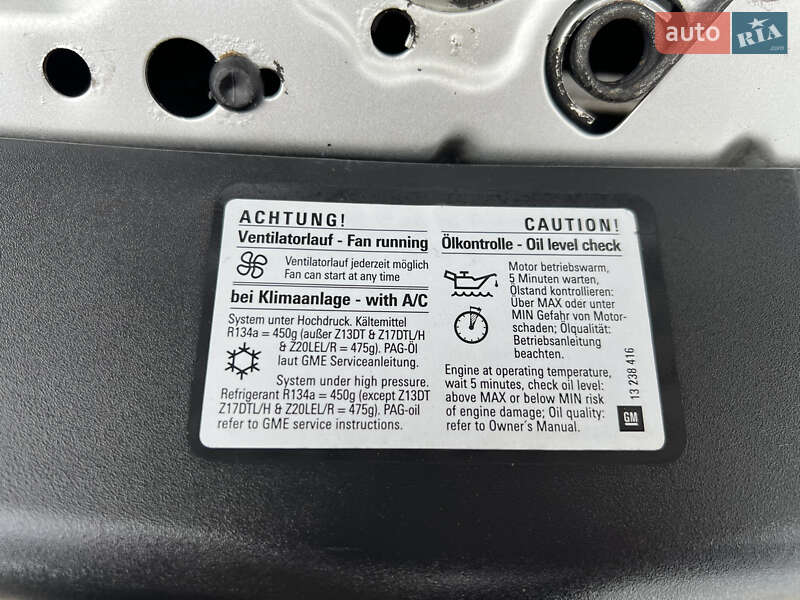 auto RIA
.com
ACHTUNG!
Ventilatorlauf - Fan running
Ventilatorlauf jederzeit möglich
Fan can start at any time
bei Klimaanlage - with A/C
System unter Hochdruck. Kältemittel
R134a = 450g (außer Z13DT & Z17DTL/H
& Z20LEL/R = 475g). PAG-Öl
laut GME Serviceanleitung.
System under high pressure.
Refrigerant R134a = 450g (except Z13DT
Z17DTL/H & Z20LEL/R = 475g). PAG-oil
refer to GME service instructions.
CAUTION!
Ölkontrolle - Oil level check
Motor betriebswarm,
5 Minuten warten,
Ölstand kontrollieren:
Über MAX oder unter
MIN Gefahr von Motor-
schaden; Ölqualität:
Betriebsanleitung
beachten.
Engine at operating temperature,
wait 5 minutes, check oil level:
above MAX or below MIN risk
of engine damage; Oil quality:
refer to Owner's Manual.
13 238 416
GM